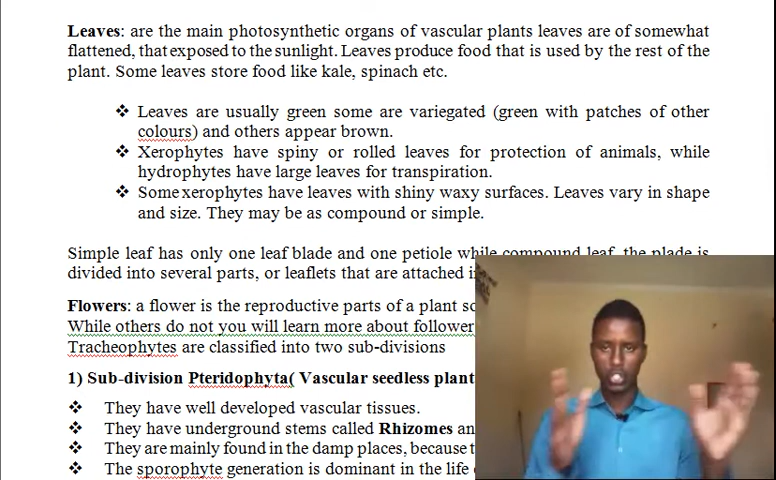 Leaves: are the main photosynthetic organs of vascular plants leaves are of somewhat
flattened, that exposed to the sunlight. Leaves produce food that is used by the rest of the
plant. Some leaves store food like kale, spinach etc.
❖ Leaves are usually green some are variegated (green with patches of other
colours) and others appear brown.
❖ Xerophytes have spiny or rolled leaves for protection of animals, while
hydrophytes have large leaves for transpiration.
❖ Some xerophytes have leaves with shiny waxy surfaces. Leaves vary in shape
and size. They may be as compound or simple.
Simple leaf has only one leaf blade and one petiole while compound leaf, the plade is
divided into several parts, or leaflets that are attached
Flowers: a flower is the reproductive parts of a plant
While others do not you will learn more about follower
Tracheophytes are classified into two sub-divisions
1) Sub-division Pteridophyta( Vascular seedless plant
❖ They have well developed vascular tissues.
❖ They have underground stems called Rhizomes
❖ They are mainly found in the damp places, because
❖ The sporophyte generation is dominant in the life